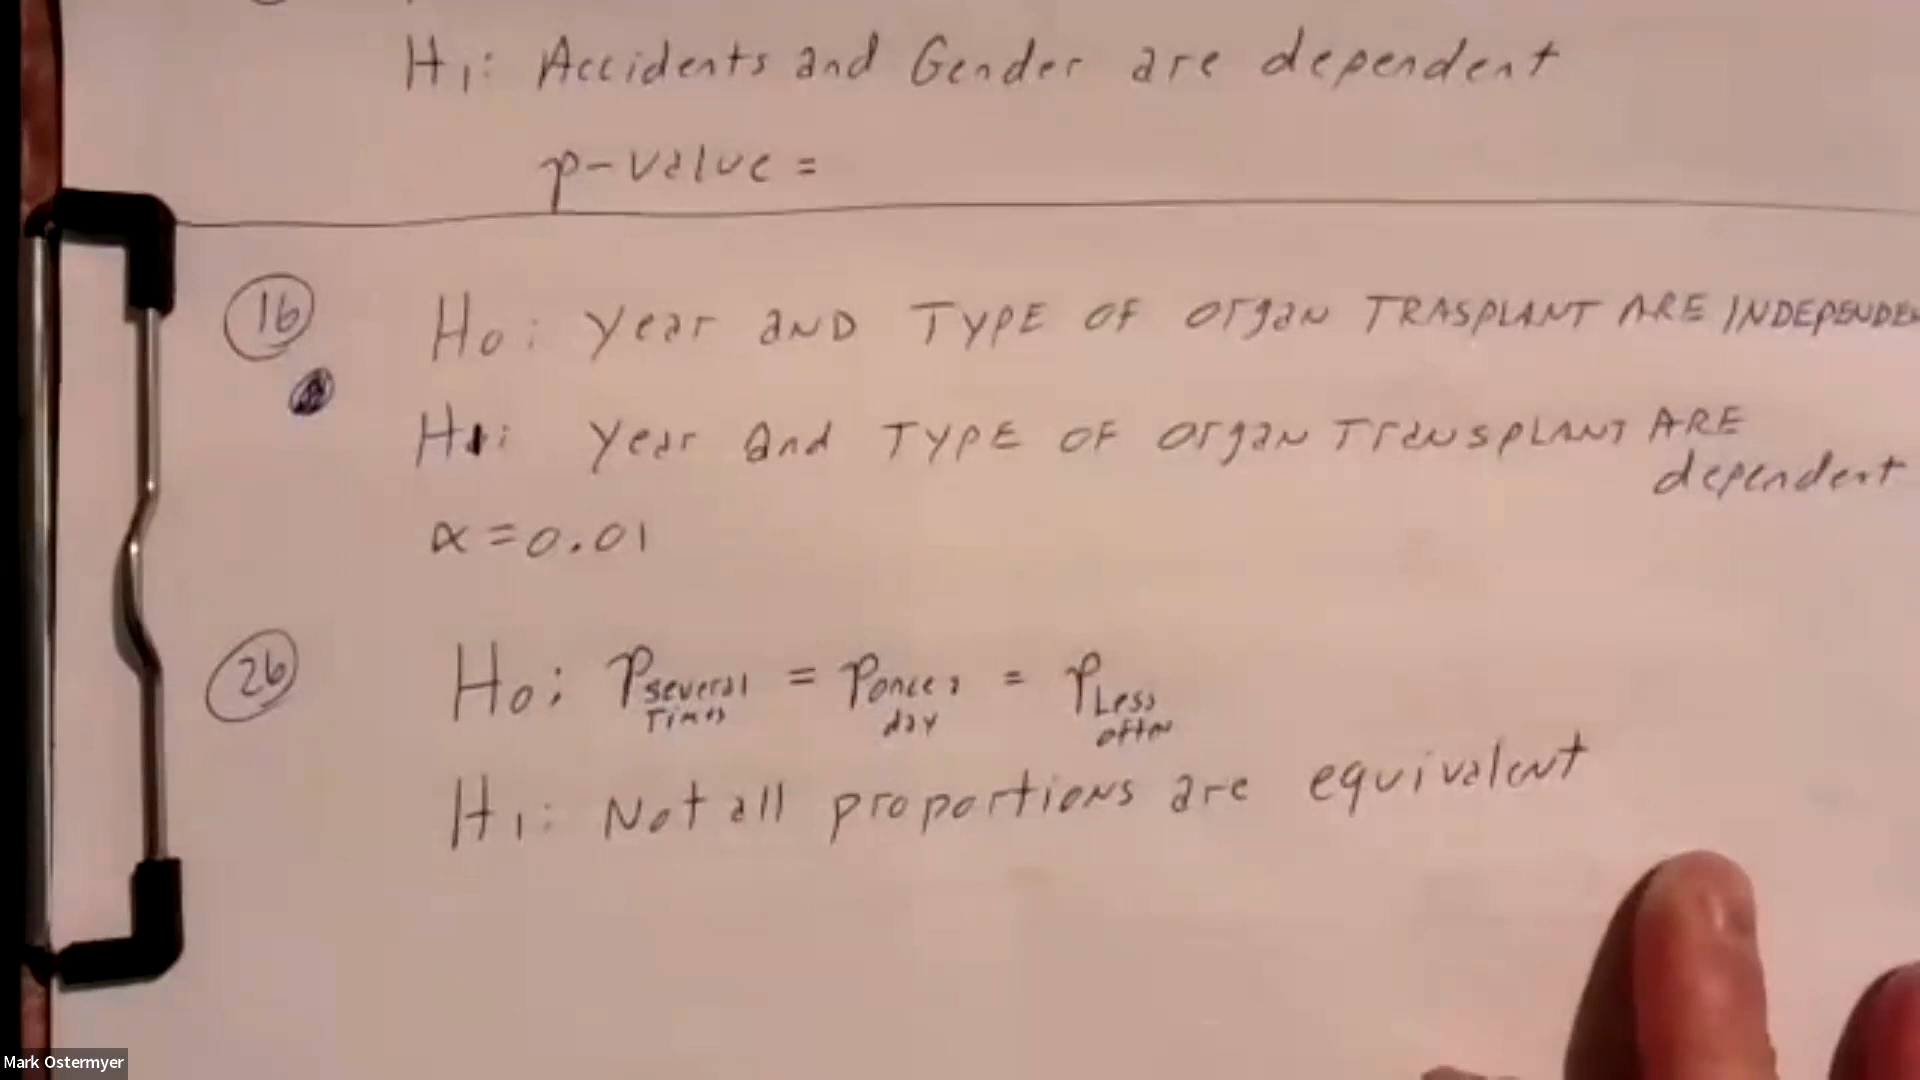 H1: Accidents and Gender are dependent
p-value =
16
Ho: Year and TYPE OF organ TRASPLANT ARE INDEPENDEN
H1: Year and TYPE OF organ Transplant ARE
dependent
α = 0.01
26
Ho: Pseveral Times = Ponce a day = PLess often
H1: Not all proportions are equivalent
Mark Ostermyer